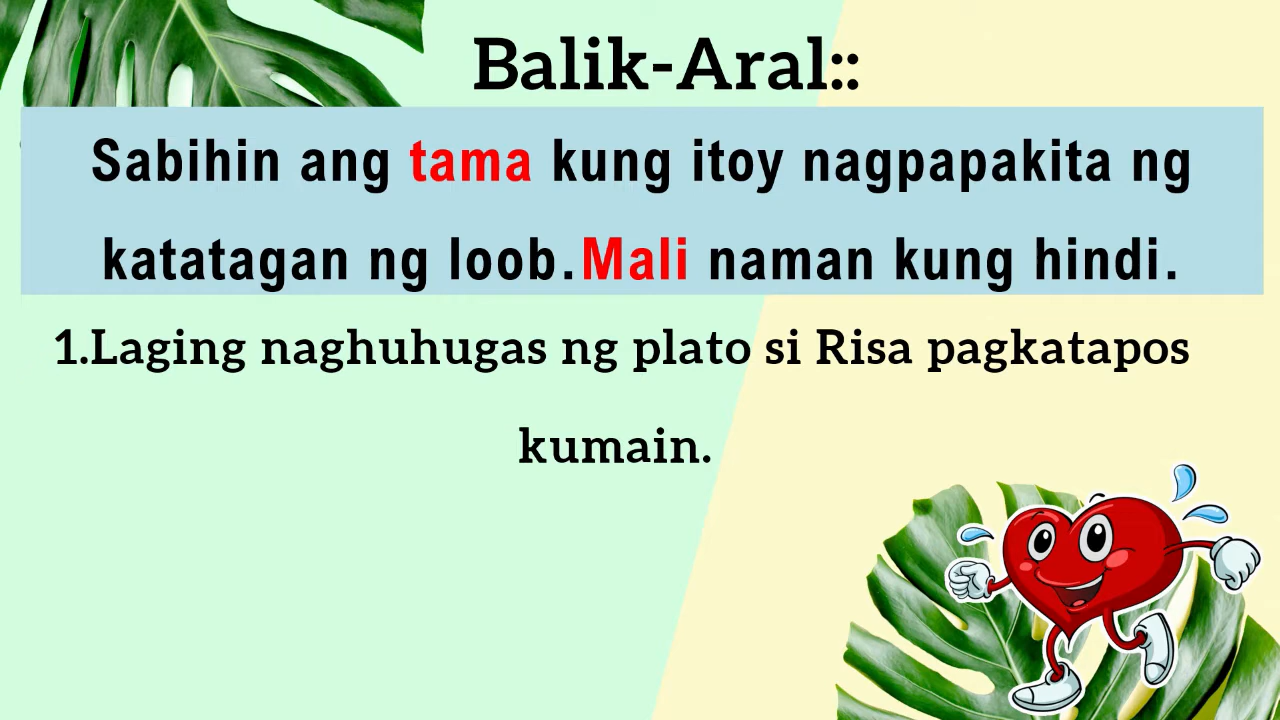 Balik-Aral::
Sabihin ang tama kung itoy nagpapakita ng
katatagan ng loob.Mali naman kung hindi.
1.Laging naghuhugas ng plato si Risa pagkatapos
kumain.